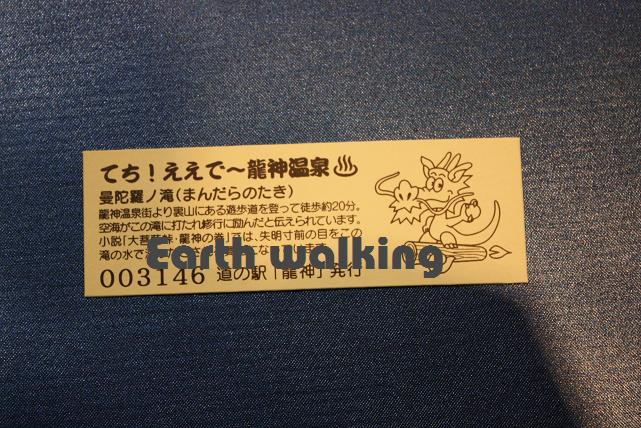 てち！ええで〜龍神温泉♨
曼陀羅ノ滝(まんだらのたき)
龍神温泉街より裏山にある遊歩道を登って徒歩約20分。
空海がこの滝に打たれ修行に励んだと伝えられています。
小説「大菩薩峠・龍神の巻」では、失明寸前の目をこの
滝の水で
Earth walking
003146 道の駅「龍神」発行